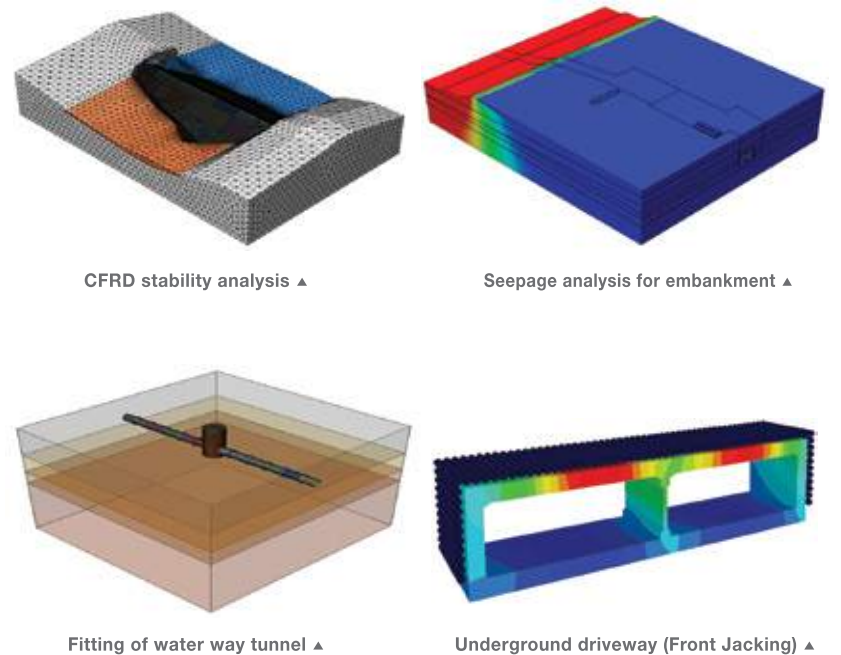 CFRD stability analysis ▲
Seepage analysis for embankment ▲
Fitting of water way tunnel ▲
Underground driveway (Front Jacking) ▲